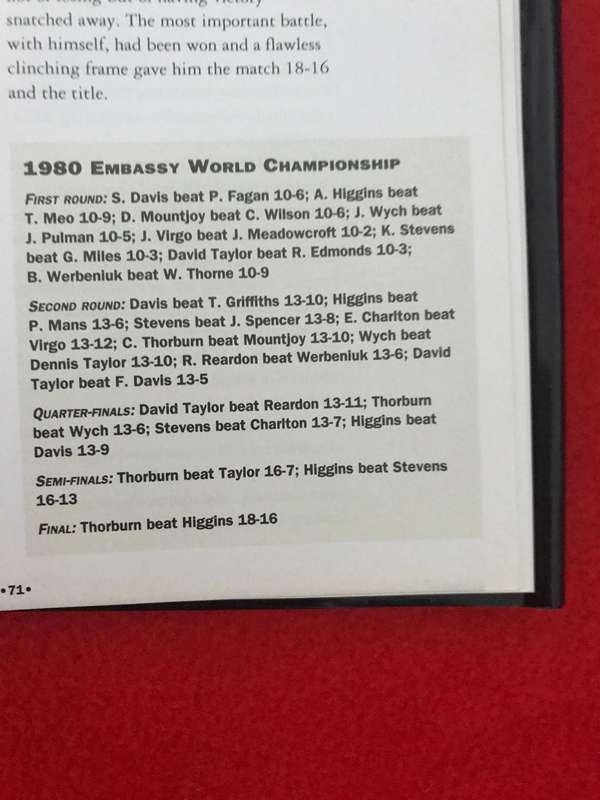 snatched away. The most important battle,
with himself, had been won and a flawless
clinching frame gave him the match 18-16
and the title.
1980 EMBASSY WORLD CHAMPIONSHIP
FIRST ROUND: S. Davis beat P. Fagan 10-6; A. Higgins beat
T. Meo 10-9; D. Mountjoy beat C. Wilson 10-6; J. Wych beat
J. Pulman 10-5; J. Virgo beat J. Meadowcroft 10-2; K. Stevens
beat G. Miles 10-3; David Taylor beat R. Edmonds 10-3;
B. Werbeniuk beat W. Thorne 10-9
SECOND ROUND: Davis beat T. Griffiths 13-10; Higgins beat
P. Mans 13-6; Stevens beat J. Spencer 13-8; E. Charlton beat
Virgo 13-12; C. Thorburn beat Mountjoy 13-10; Wych beat
Dennis Taylor 13-10; R. Reardon beat Werbeniuk 13-6; David
Taylor beat F. Davis 13-5
QUARTER-FINALS: David Taylor beat Reardon 13-11; Thorburn
beat Wych 13-6; Stevens beat Charlton 13-7; Higgins beat
Davis 13-9
SEMI-FINALS: Thorburn beat Taylor 16-7; Higgins beat Stevens
16-13
FINAL: Thorburn beat Higgins 18-16
•71•